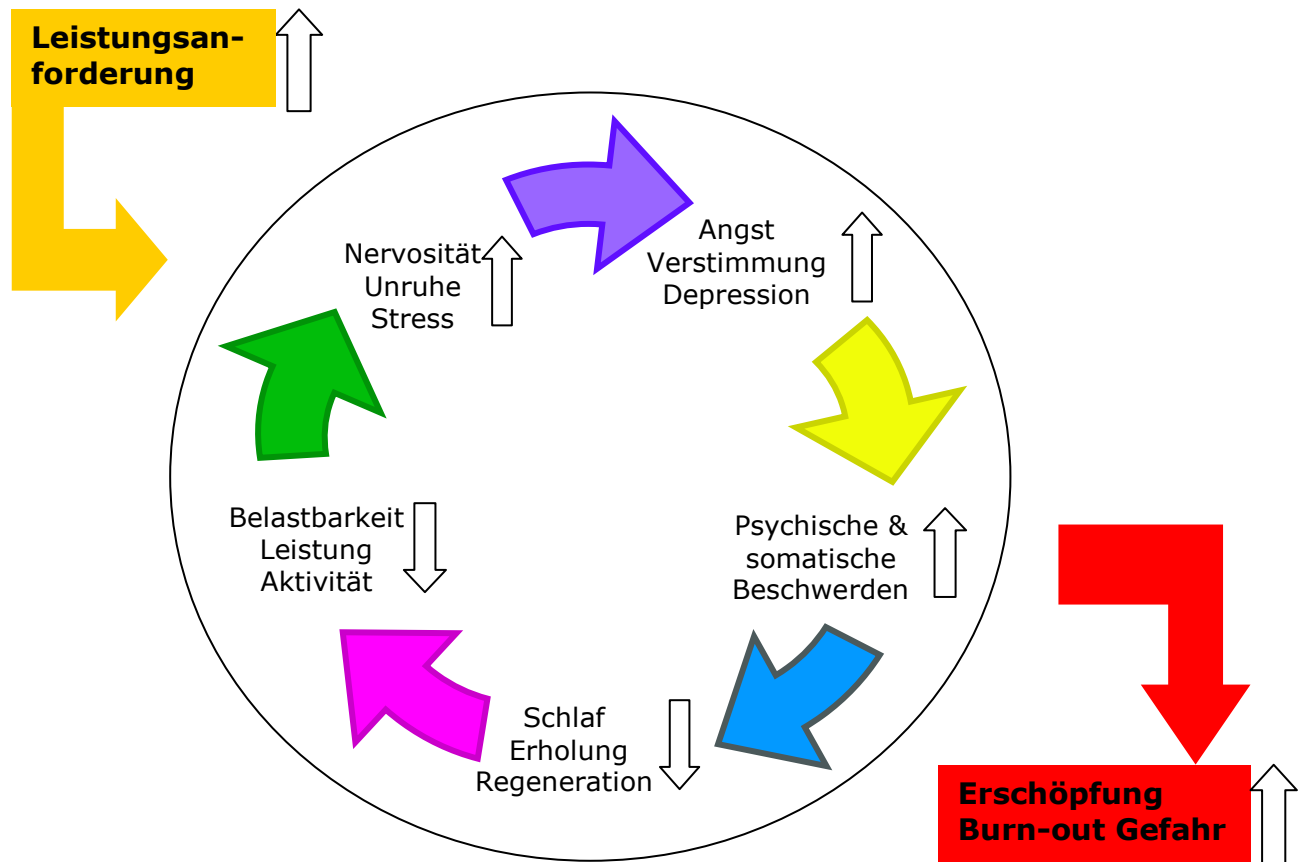 Leistungsan-
forderung
Nervosität
Unruhe
Stress
Angst
Verstimmung
Depression
Psychische &
somatische
Beschwerden
Schlaf
Erholung
Regeneration
Belastbarkeit
Leistung
Aktivität
Erschöpfung
Burn-out Gefahr